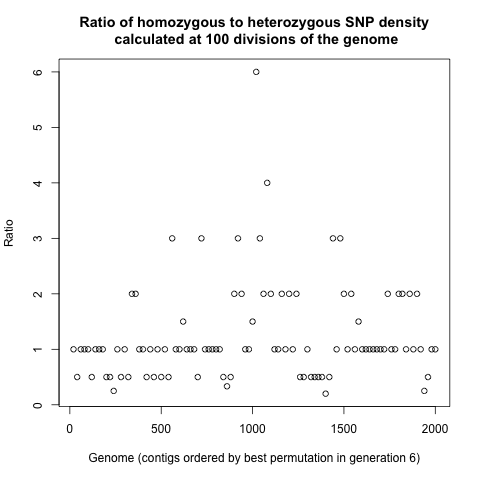 Ratio of homozygous to heterozygous SNP density
calculated at 100 divisions of the genome
6
5
4
3
2
1
0
Ratio
0 500 1000 1500 2000
Genome (contigs ordered by best permutation in generation 6)